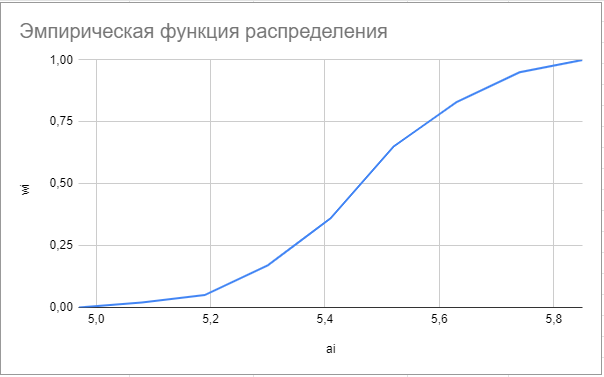 Эмпирическая функция распределения
1,00
0,75
0,50
0,25
0,00
wi
5,0 5,2 5,4 5,6 5,8
ai